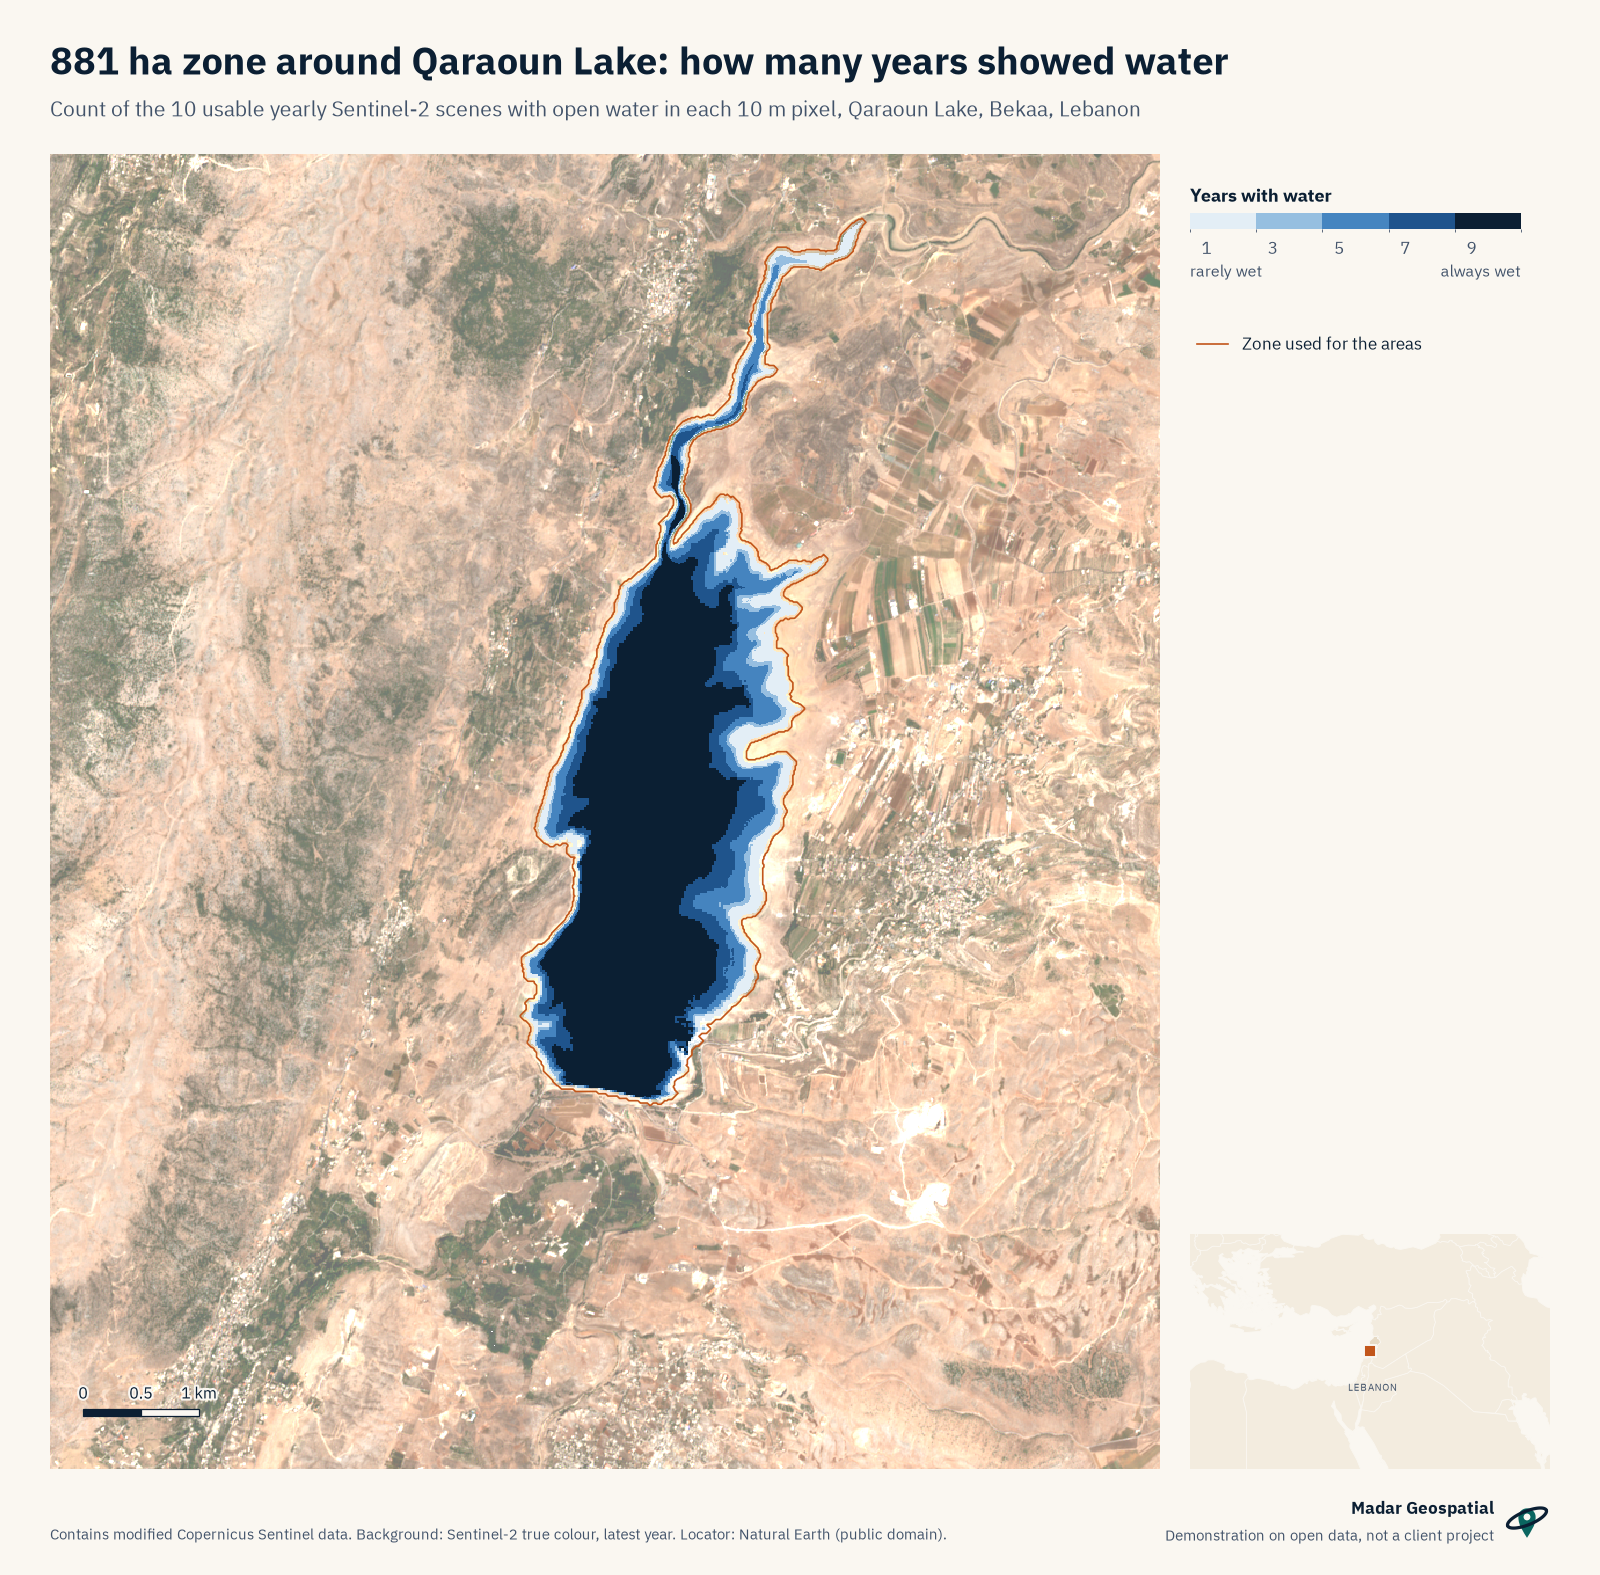 881 ha zone around Qaraoun Lake: how many years showed water
Count of the 10 usable yearly Sentinel-2 scenes with open water in each 10 m pixel, Qaraoun Lake, Bekaa, Lebanon
Years with water
1 3 5 7 9
rarely wet always wet
Zone used for the areas
0 0.5 1 km
LEBANON
Madar Geospatial
Contains modified Copernicus Sentinel data. Background: Sentinel-2 true colour, latest year. Locator: Natural Earth (public domain).
Demonstration on open data, not a client project